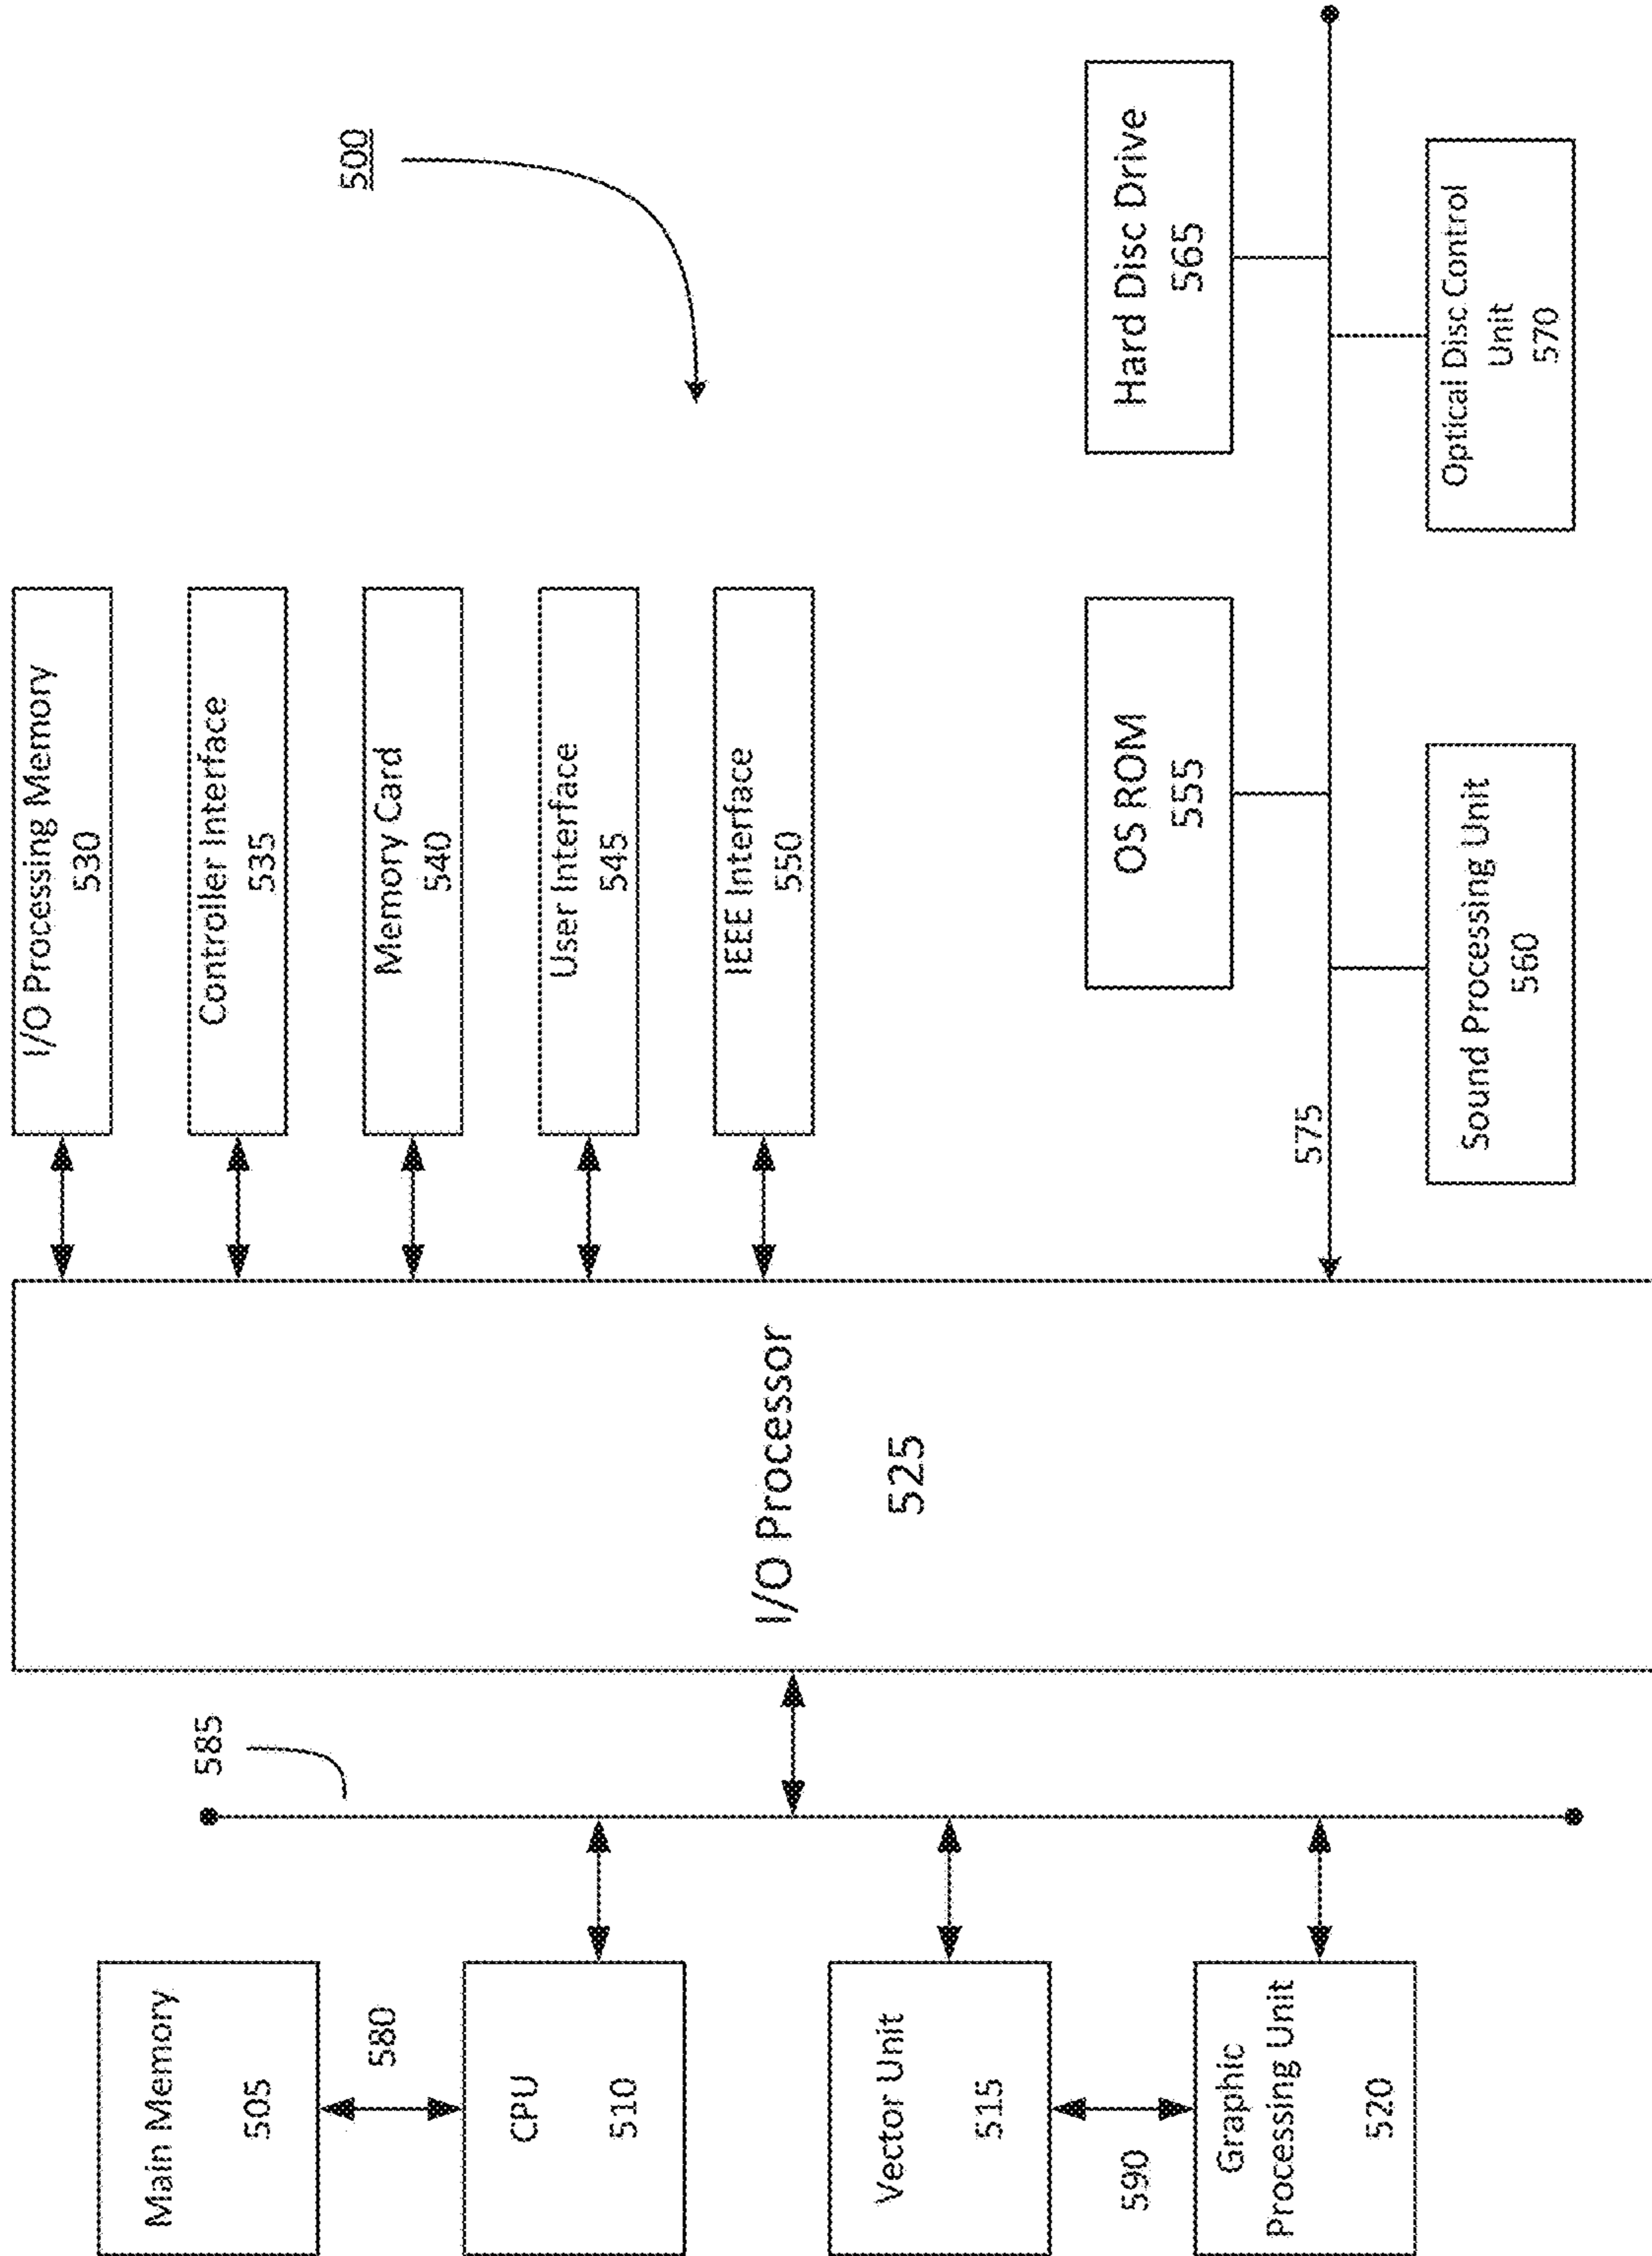 500
Main Memory
505
580
CPU
510
Vector Unit
515
590
Graphic
Processing Unit
520
585
I/O Processor
525
I/O Processing Memory
530
Controller Interface
535
Memory Card
540
User Interface
545
IEEE Interface
550
575
OS ROM
555
Sound Processing Unit
560
Hard Disc Drive
565
Optical Disc Control
Unit
570